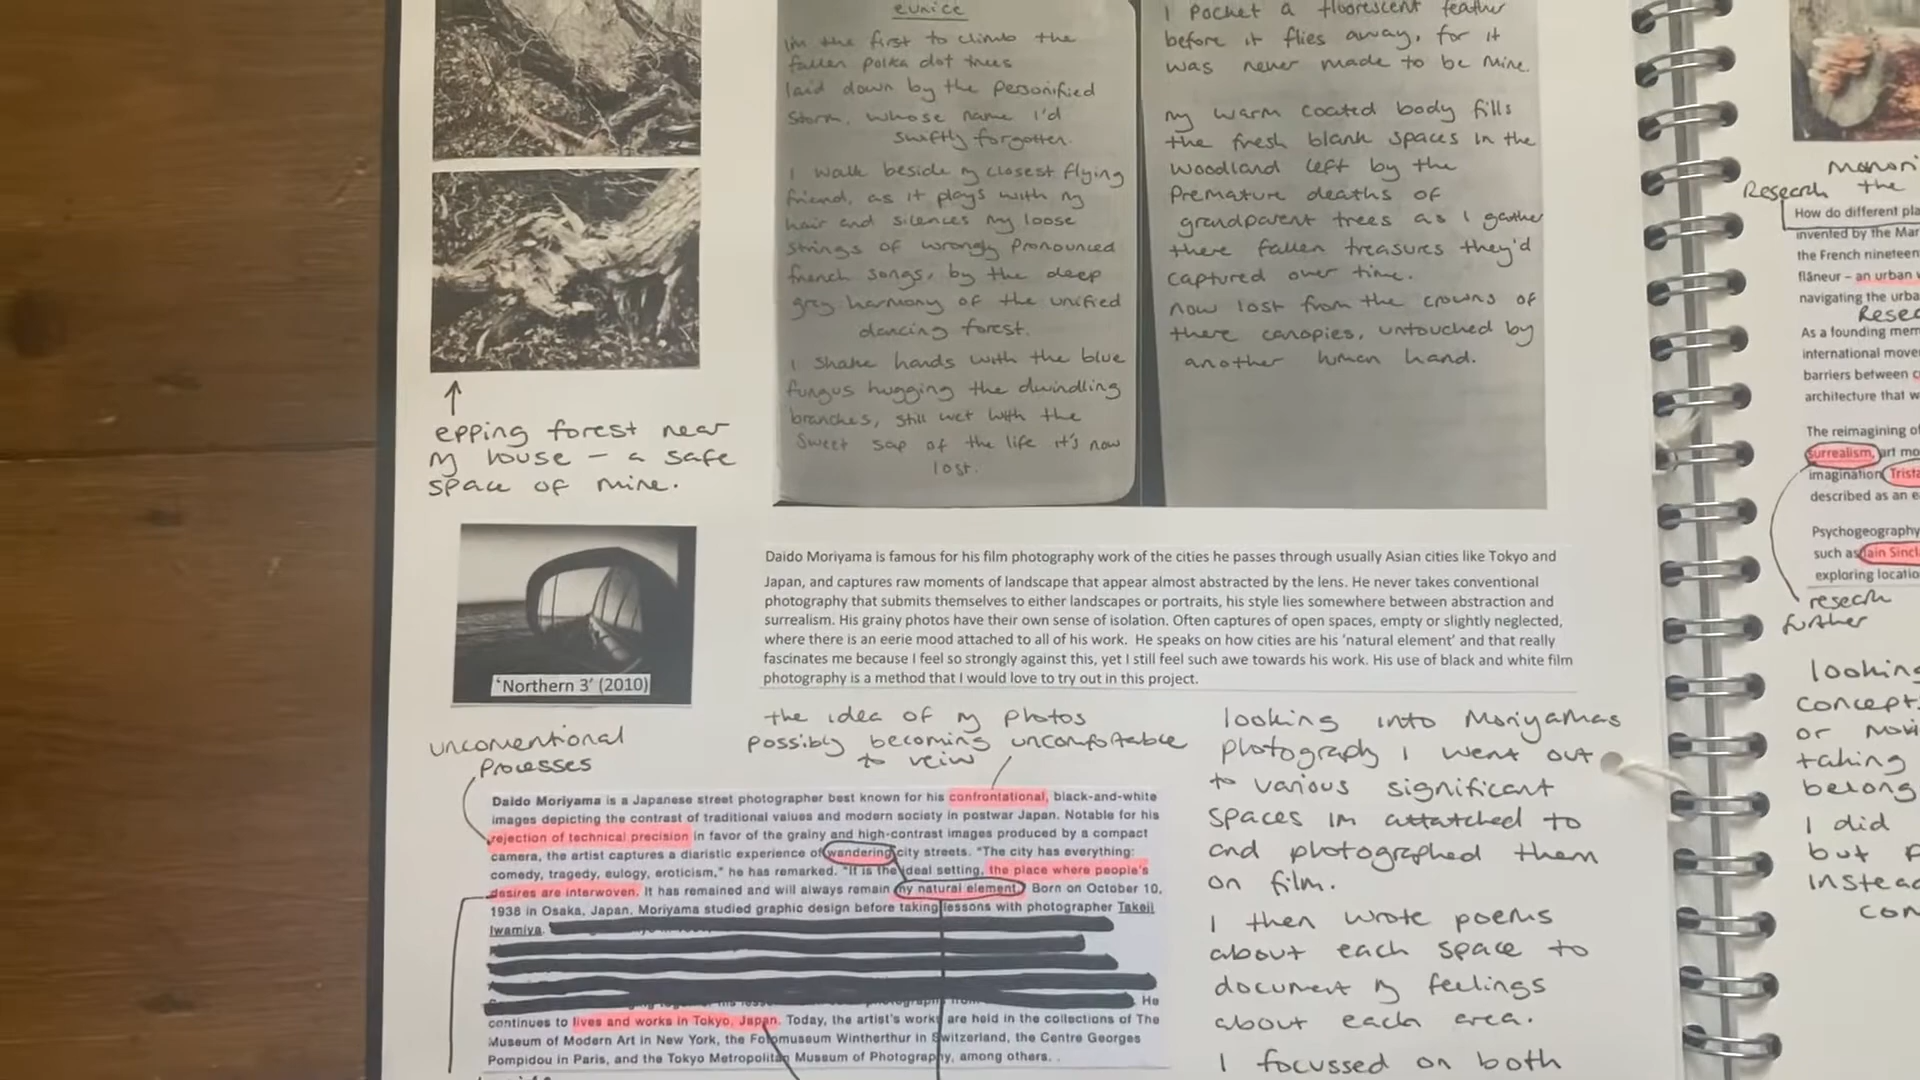 eunice
im the first to climb the
fallen polka dot trees
laid down by the personified
storm, whose name I'd
swiftly forgotten.
I walk beside my closest flying
friend, as it plays with my
hair and silences my loose
strings of wrongly pronounced
french songs, by the deep
grey harmony of the unified
dancing forest.
I shake hands with the blue
fungus hugging the dwindling
branches, still wet with the
sweet sap of the life it's now
lost.
I pocket a fluorescent feather
before it flies away, for it
was never made to be mine.
my warm coated body fills
the fresh blank spaces in the
woodland left by the
premature deaths of
grandparent trees as I gather
there fallen treasures they'd
captured over time.
now lost from the crowns of
there canopies, untouched by
another human hand.
epping forest near
my house – a safe
space of mine.
'Northern 3' (2010)
Daido Moriyama is famous for his film photography work of the cities he passes through usually Asian cities like Tokyo and
Japan, and captures raw moments of landscape that appear almost abstracted by the lens. He never takes conventional
photography that submits themselves to either landscapes or portraits, his style lies somewhere between abstraction and
surrealism. His grainy photos have their own sense of isolation. Often captures of open spaces, empty or slightly neglected,
where there is an eerie mood attached to all of his work. He speaks on how cities are his 'natural element' and that really
fascinates me because I feel so strongly against this, yet I still feel such awe towards his work. His use of black and white film
photography is a method that I would love to try out in this project.
unconventional
processes
the idea of my photos
possibly becoming uncomfortable
to veiw
Daido Moriyama is a Japanese street photographer best known for his confrontational, black-and-white
images depicting the contrast of traditional values and modern society in postwar Japan. Notable for his
rejection of technical precision in favor of the grainy and high-contrast images produced by a compact
camera, the artist captures a diaristic experience of wandering city streets. "The city has everything:
comedy, tragedy, eulogy, eroticism," he has remarked. "It is the ideal setting, the place where people's
desires are interwoven. It has remained and will always remain my natural element." Born on October 10,
1938 in Osaka, Japan, Moriyama studied graphic design before taking lessons with photographer Takeji
Iwamiya.
He
continues to lives and works in Tokyo, Japan. Today, the artist's works are held in the collections of The
Museum of Modern Art in New York, the Fotomuseum Winterthur in Switzerland, the Centre Georges
Pompidou in Paris, and the Tokyo Metropolitan Museum of Photography, among others.
looking into Moriyamas
photography I went out
to various significant
spaces im attatched to
and photographed them
on film.
I then wrote poems
about each space to
document my feelings
about each area.
I focussed on both
Research the
How do different pla
invented by the Mar
the French nineteen
flâneur – an urban
navigating the urba
As a founding mem
international move
barriers between
architecture that w
The reimagining of
surrealism, art mo
imagination Trista
described as an e
Psychogeography
such as Iain Sincl
exploring locatio
reseach
further
looking
concept
or
taking
belong
I did
but
instead
con